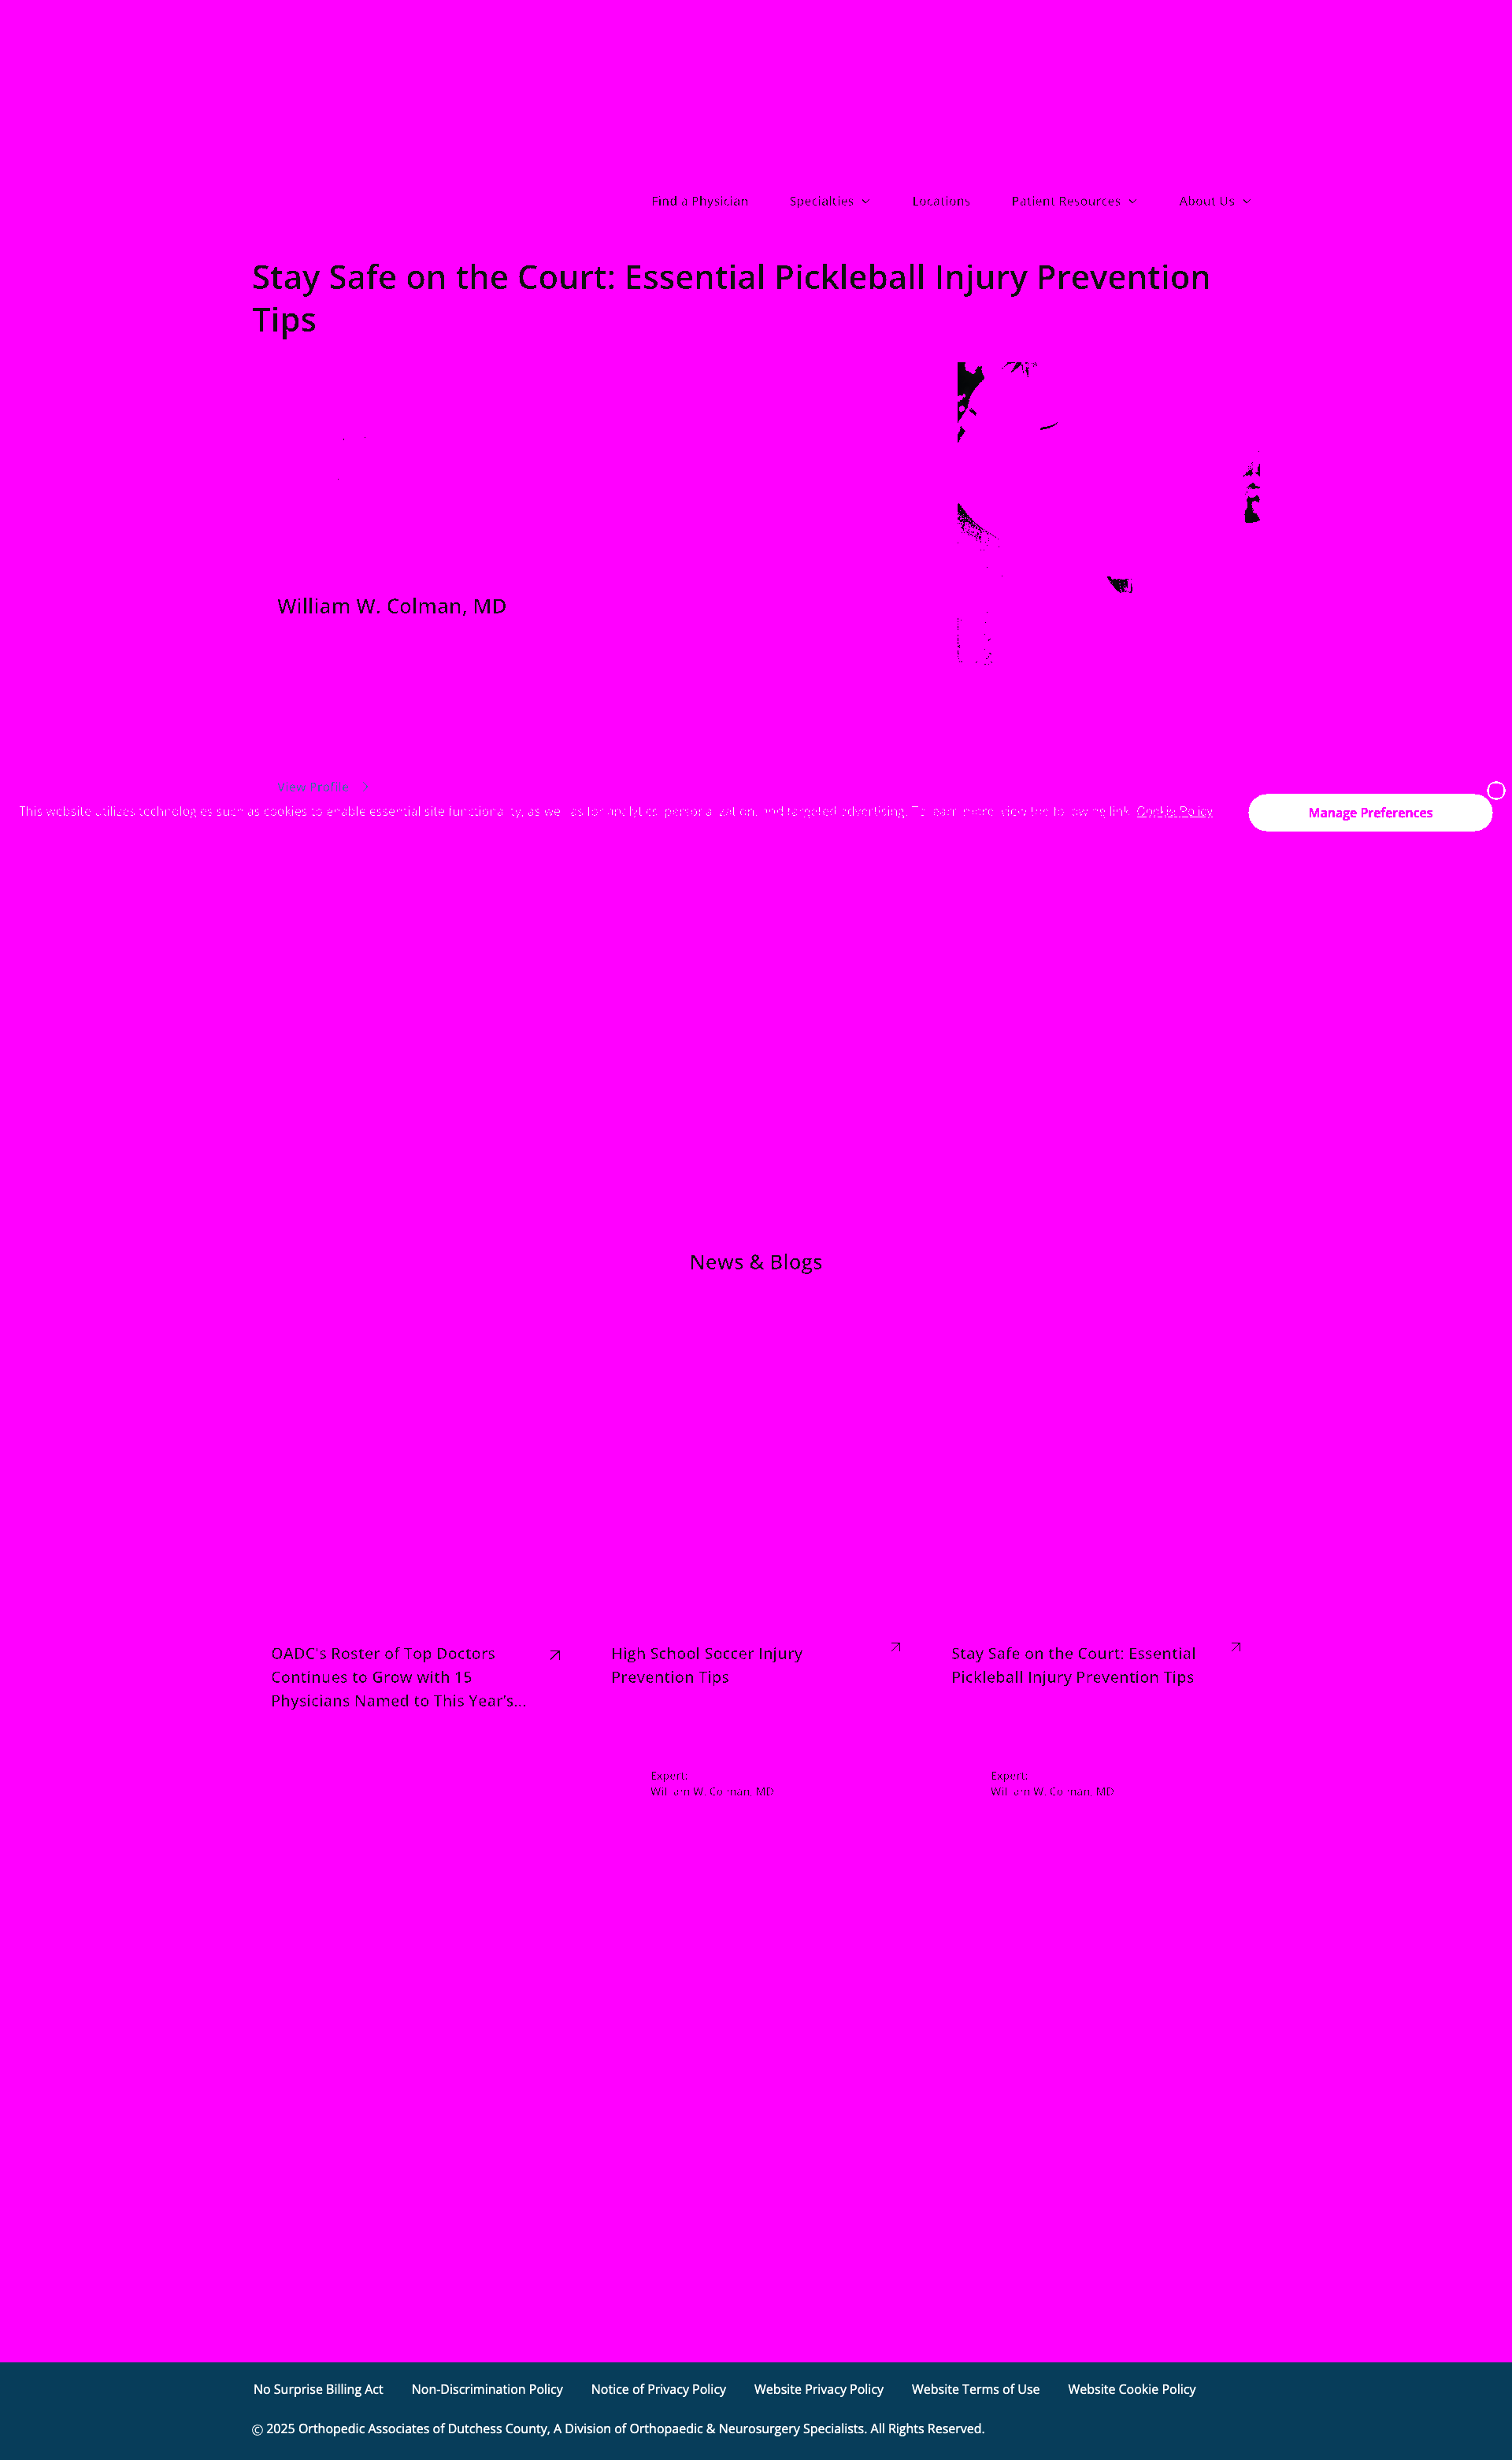 Find a Physician Specialties Locations Patient Resources About Us
Stay Safe on the Court: Essential Pickleball Injury Prevention
Tips
William W. Colman, MD
View Profile
This website utilizes technologies such as cookies to enable essential site functionality, as well as for analytics, personalization, and targeted advertising. To learn more, view the following link: Cookie Policy
Manage Preferences
News & Blogs
OADC's Roster of Top Doctors
Continues to Grow with 15
Physicians Named to This Year's...
High School Soccer Injury
Prevention Tips
Stay Safe on the Court: Essential
Pickleball Injury Prevention Tips
Expert:
William W. Colman, MD
Expert:
William W. Colman, MD
No Surprise Billing Act Non-Discrimination Policy Notice of Privacy Policy Website Privacy Policy Website Terms of Use Website Cookie Policy
© 2025 Orthopedic Associates of Dutchess County, A Division of Orthopaedic & Neurosurgery Specialists. All Rights Reserved.